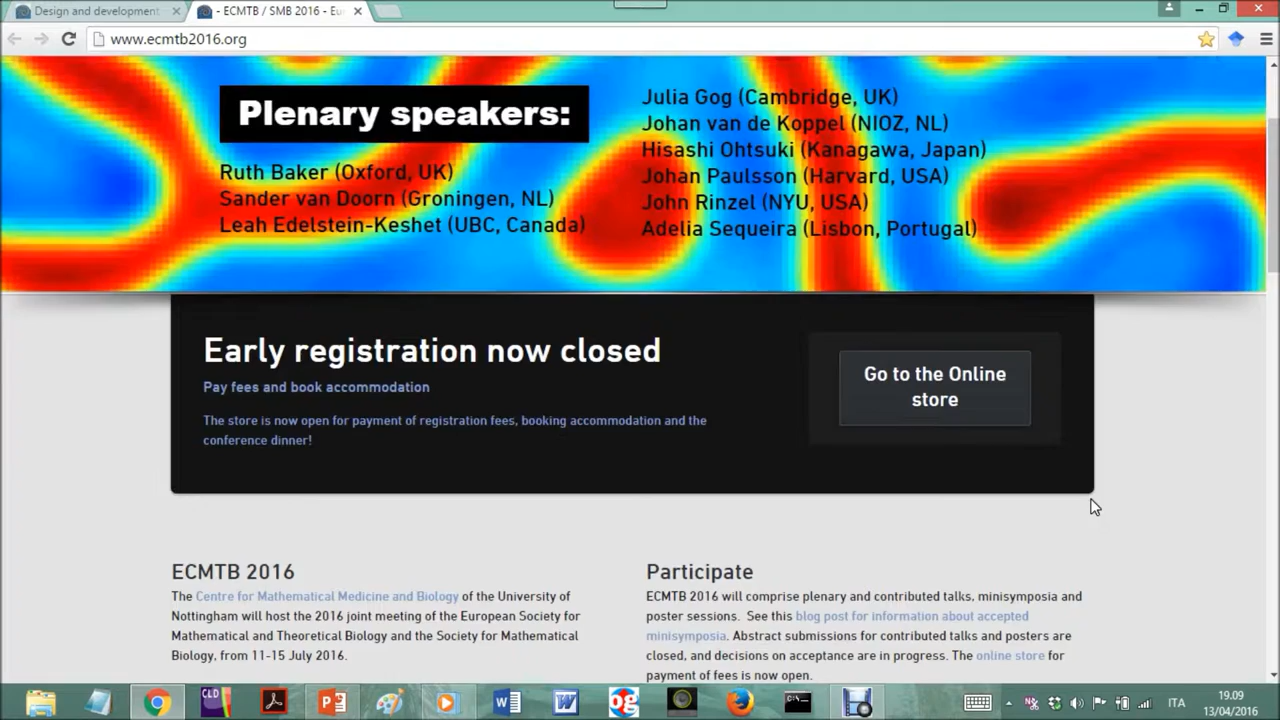 Design and development
- ECMTB / SMB 2016 - Eu
www.ecmtb2016.org
Plenary speakers:
Ruth Baker (Oxford, UK)
Sander van Doorn (Groningen, NL)
Leah Edelstein-Keshet (UBC, Canada)
Julia Gog (Cambridge, UK)
Johan van de Koppel (NIOZ, NL)
Hisashi Ohtsuki (Kanagawa, Japan)
Johan Paulsson (Harvard, USA)
John Rinzel (NYU, USA)
Adelia Sequeira (Lisbon, Portugal)
Early registration now closed
Pay fees and book accommodation
The store is now open for payment of registration fees, booking accommodation and the
conference dinner!
Go to the Online
store
ECMTB 2016
The Centre for Mathematical Medicine and Biology of the University of
Nottingham will host the 2016 joint meeting of the European Society for
Mathematical and Theoretical Biology and the Society for Mathematical
Biology, from 11-15 July 2016.
Participate
ECMTB 2016 will comprise plenary and contributed talks, minisymposia and
poster sessions. See this blog post for information about accepted
minisymposia. Abstract submissions for contributed talks and posters are
closed, and decisions on acceptance are in progress. The online store for
payment of fees is now open.
CLD
ITA
19.09
13/04/2016